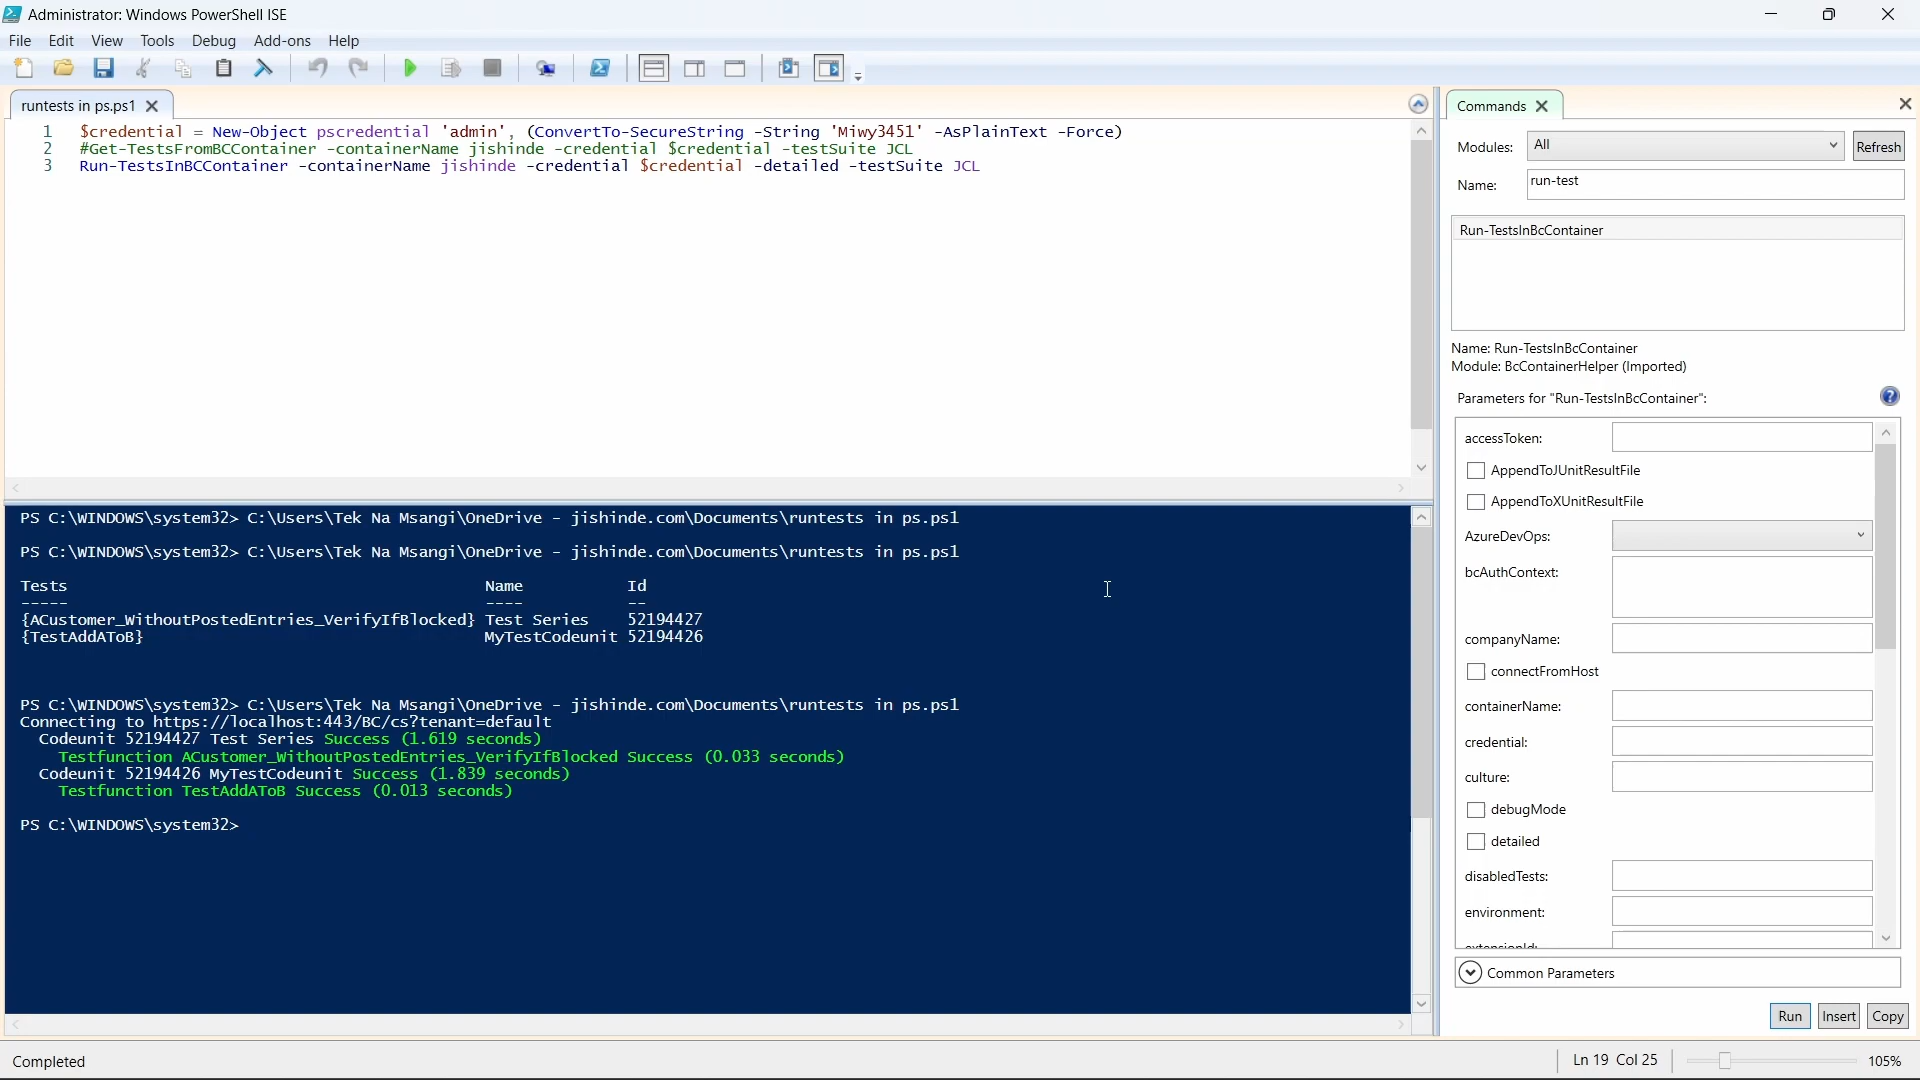 Administrator: Windows PowerShell ISE
File Edit View Tools Debug Add-ons Help
runtests in ps.ps1
1 $credential = New-Object pscredential 'admin', (ConvertTo-SecureString -String 'Miwy3451' -AsPlainText -Force)
2 #Get-TestsFromBCContainer -containerName jishinde -credential $credential -testSuite JCL
3 Run-TestsInBCContainer -containerName jishinde -credential $credential -detailed -testSuite JCL
PS C:\WINDOWS\system32> C:\Users\Tek Na Msangi\OneDrive - jishinde.com\Documents\runtests in ps.ps1
PS C:\WINDOWS\system32> C:\Users\Tek Na Msangi\OneDrive - jishinde.com\Documents\runtests in ps.ps1
Tests Name Id
----- ---- --
{ACustomer_WithoutPostedEntries_VerifyIfBlocked} Test Series 52194427
{TestAddAToB} MyTestCodeunit 52194426
PS C:\WINDOWS\system32> C:\Users\Tek Na Msangi\OneDrive - jishinde.com\Documents\runtests in ps.ps1
Connecting to https://localhost:443/BC/cs?tenant=default
Codeunit 52194427 Test Series Success (1.619 seconds)
Testfunction ACustomer_WithoutPostedEntries_VerifyIfBlocked Success (0.033 seconds)
Codeunit 52194426 MyTestCodeunit Success (1.839 seconds)
Testfunction TestAddAToB Success (0.013 seconds)
PS C:\WINDOWS\system32>
Commands
Modules: All Refresh
Name: run-test
Run-TestsInBcContainer
Name: Run-TestsInBcContainer
Module: BcContainerHelper (Imported)
Parameters for "Run-TestsInBcContainer":
accessToken:
AppendToJUnitResultFile
AppendToXUnitResultFile
AzureDevOps:
bcAuthContext:
companyName:
connectFromHost
containerName:
credential:
culture:
debugMode
detailed
disabledTests:
environment:
extensionId:
Common Parameters
Run Insert Copy
Completed
Ln 19 Col 25
105%